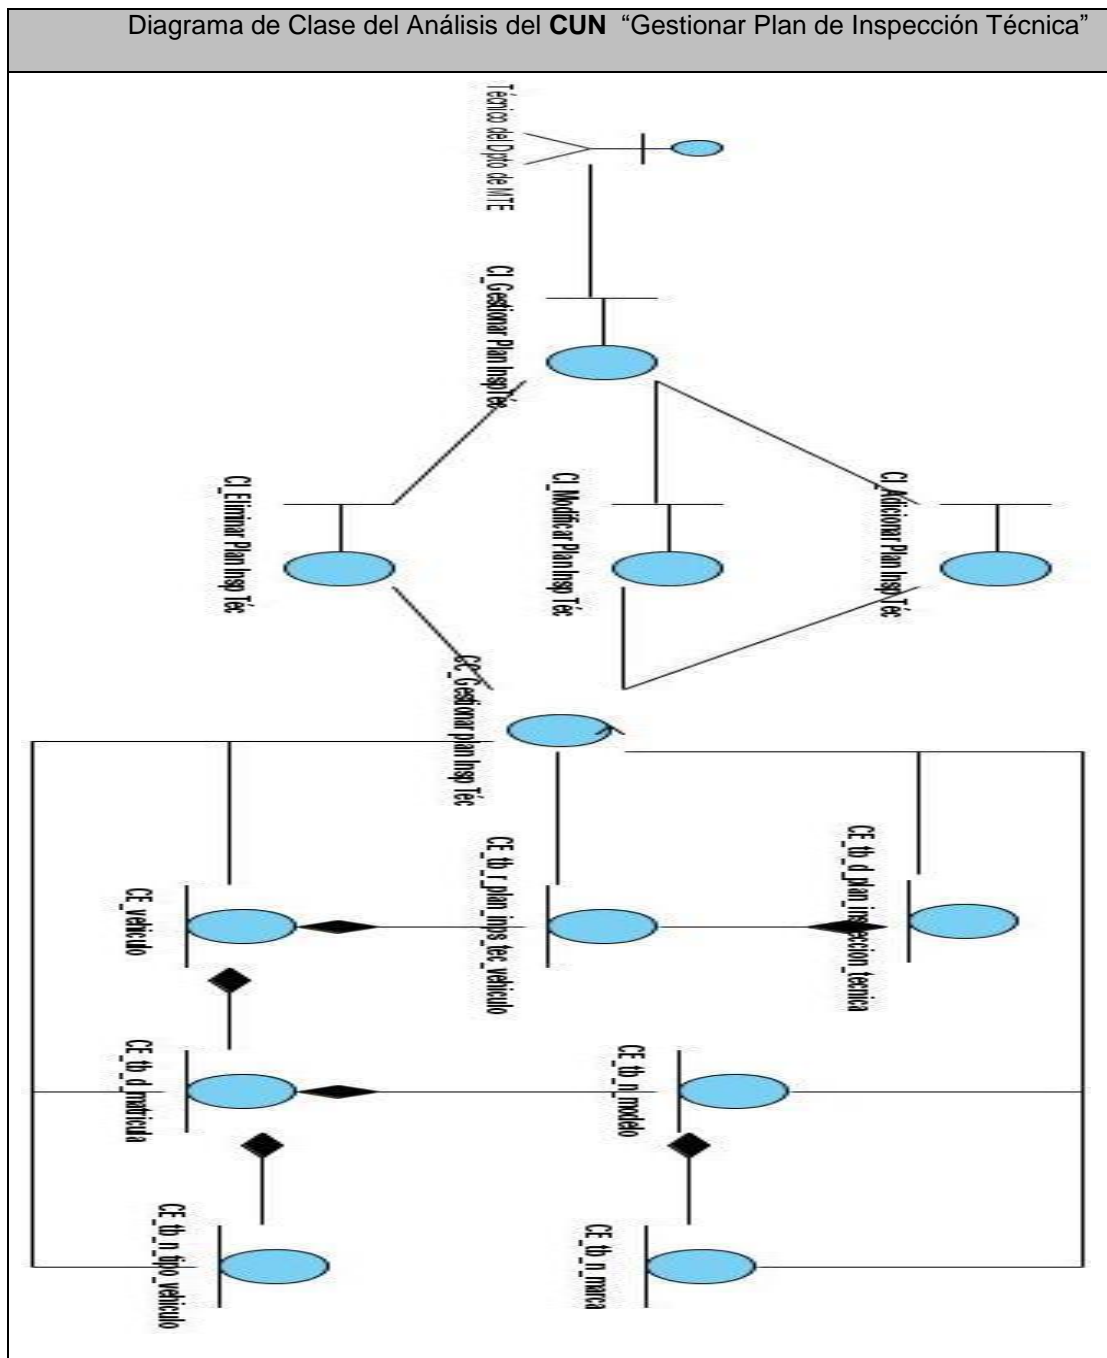 Diagrama de Clase del Análisis del CUN “Gestionar Plan de Inspección Técnica”
Técnico del Dpto de MTE
CI_Gestionar Plan Insp Téc
CI_Eliminar Plan Insp Téc
CI_Modificar Plan Insp Téc
CI_Adicionar Plan Insp Téc
CC_Gestionar plan Insp Téc
CE_vehiculo
CE_tb_r_plan_inps_tec_vehiculo
CE_tb_d_plan_inspeccion_tecnica
CE_tb_d_matricula
CE_tb_n_modelo
CE_tb_n_tipo_vehiculo
CE_tb_n_marca